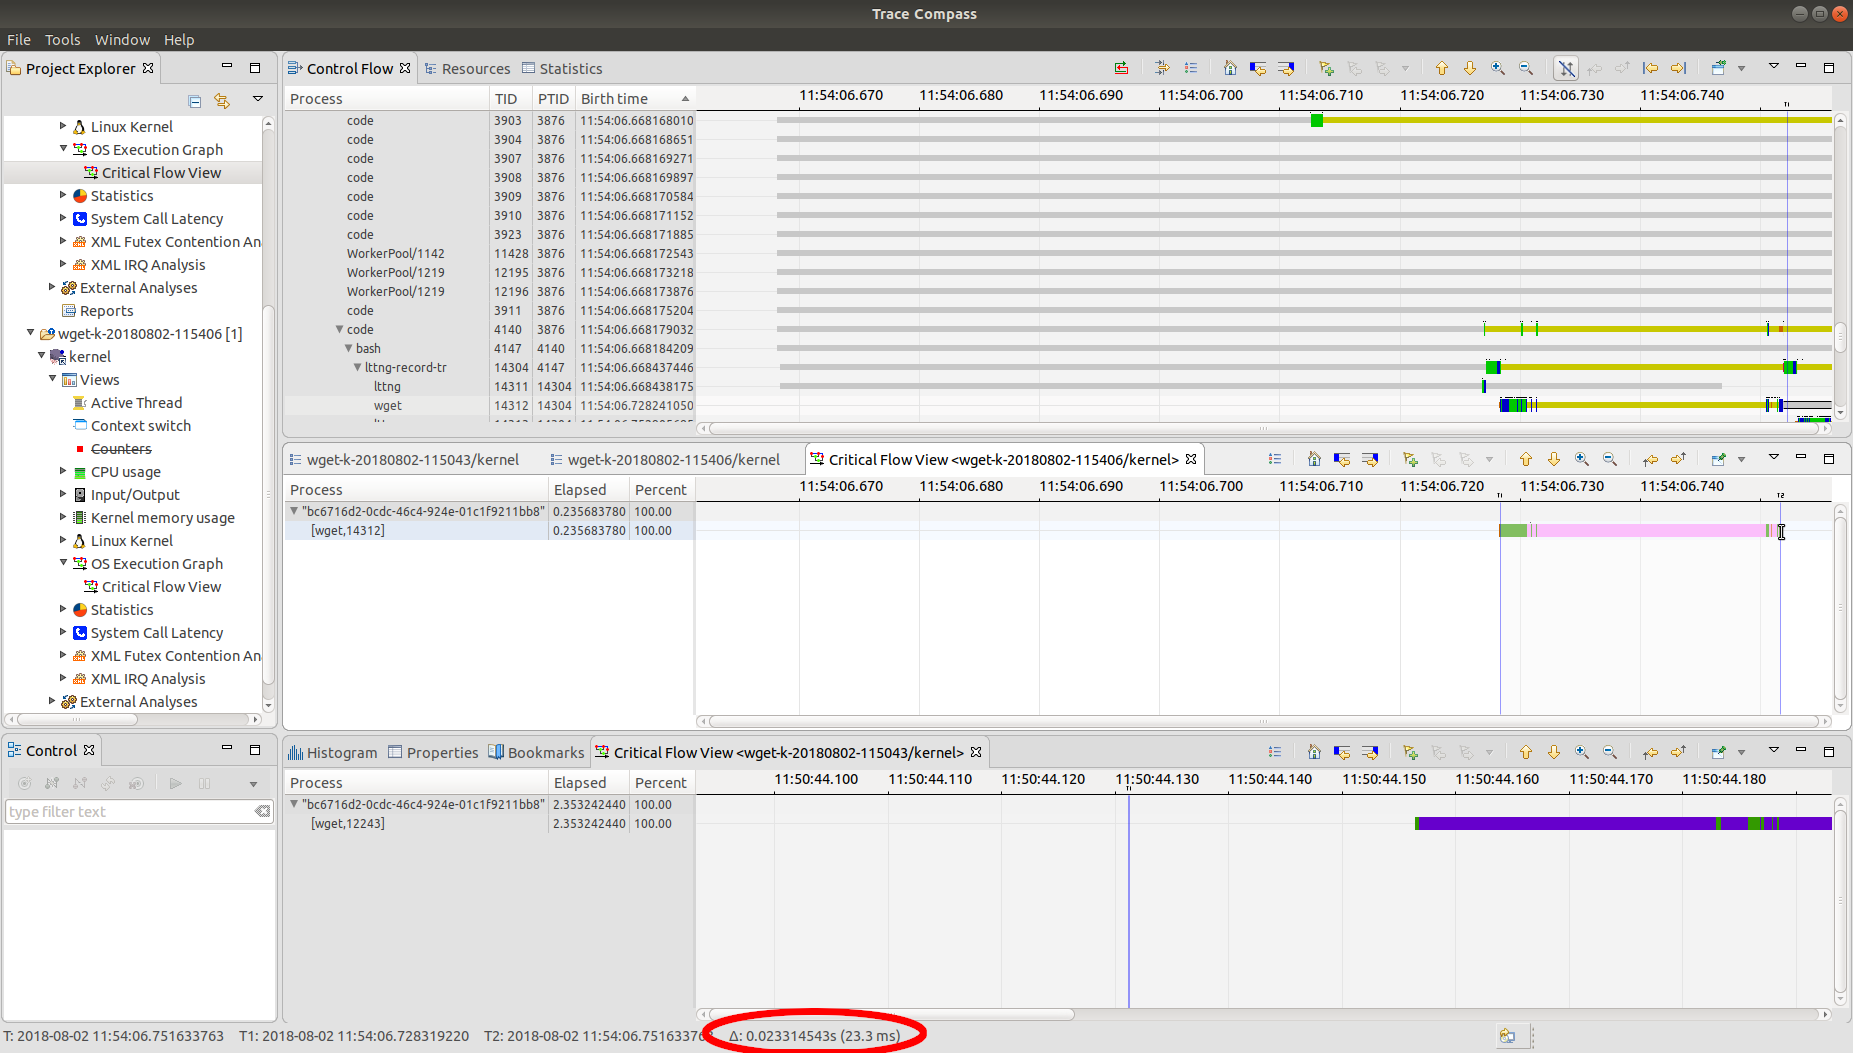 Trace Compass
File Tools Window Help
Project Explorer
Linux Kernel
OS Execution Graph
Critical Flow View
Statistics
System Call Latency
XML Futex Contention An
XML IRQ Analysis
External Analyses
Reports
wget-k-20180802-115406 [1]
kernel
Views
Active Thread
Context switch
Counters
CPU usage
Input/Output
Kernel memory usage
Linux Kernel
OS Execution Graph
Critical Flow View
Statistics
System Call Latency
XML Futex Contention An
XML IRQ Analysis
External Analyses
Control
type filter text
Control Flow Resources Statistics
Process TID PTID Birth time 11:54:06.670 11:54:06.680 11:54:06.690 11:54:06.700 11:54:06.710 11:54:06.720 11:54:06.730 11:54:06.740
T1
code 3903 3876 11:54:06.668168010
code 3904 3876 11:54:06.668168651
code 3907 3876 11:54:06.668169271
code 3908 3876 11:54:06.668169897
code 3909 3876 11:54:06.668170584
code 3910 3876 11:54:06.668171152
code 3923 3876 11:54:06.668171885
WorkerPool/1142 11428 3876 11:54:06.668172543
WorkerPool/1219 12195 3876 11:54:06.668173218
WorkerPool/1219 12196 3876 11:54:06.668173876
code 3911 3876 11:54:06.668175204
code 4140 3876 11:54:06.668179032
bash 4147 4140 11:54:06.668184209
lttng-record-tr 14304 4147 11:54:06.668437446
lttng 14311 14304 11:54:06.668438175
wget 14312 14304 11:54:06.728241050
wget-k-20180802-115043/kernel wget-k-20180802-115406/kernel Critical Flow View <wget-k-20180802-115406/kernel>
Process Elapsed Percent 11:54:06.670 11:54:06.680 11:54:06.690 11:54:06.700 11:54:06.710 11:54:06.720 11:54:06.730 11:54:06.740
T1 T2
"bc6716d2-0cdc-46c4-924e-01c1f9211bb8" 0.235683780 100.00
[wget,14312] 0.235683780 100.00
Histogram Properties Bookmarks Critical Flow View <wget-k-20180802-115043/kernel>
Process Elapsed Percent 11:50:44.100 11:50:44.110 11:50:44.120 11:50:44.130 11:50:44.140 11:50:44.150 11:50:44.160 11:50:44.170 11:50:44.180
T1
"bc6716d2-0cdc-46c4-924e-01c1f9211bb8" 2.353242440 100.00
[wget,12243] 2.353242440 100.00
T: 2018-08-02 11:54:06.751633763 T1: 2018-08-02 11:54:06.728319220 T2: 2018-08-02 11:54:06.751633763 Δ: 0.023314543s (23.3 ms)